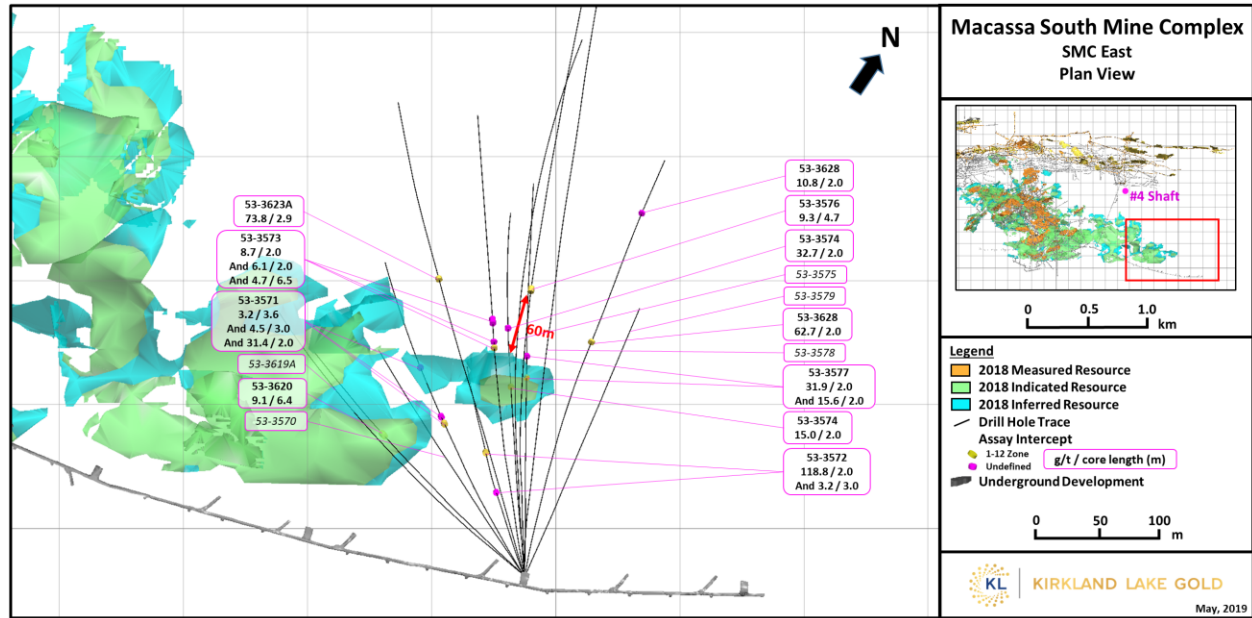 N
53-3623A
73.8 / 2.9
53-3573
8.7 / 2.0
And 6.1 / 2.0
And 4.7 / 6.5
53-3571
3.2 / 3.6
And 4.5 / 3.0
And 31.4 / 2.0
53-3619A
53-3620
9.1 / 6.4
53-3570
60m
53-3628
10.8 / 2.0
53-3576
9.3 / 4.7
53-3574
32.7 / 2.0
53-3575
53-3579
53-3628
62.7 / 2.0
53-3578
53-3577
31.9 / 2.0
And 15.6 / 2.0
53-3574
15.0 / 2.0
53-3572
118.8 / 2.0
And 3.2 / 3.0
Macassa South Mine Complex
SMC East
Plan View
#4 Shaft
0 0.5 1.0
km
Legend
2018 Measured Resource
2018 Indicated Resource
2018 Inferred Resource
Drill Hole Trace
Assay Intercept
1-12 Zone
Undefined
g/t / core length (m)
Underground Development
0 50 100
m
KL
KIRKLAND LAKE GOLD
May, 2019